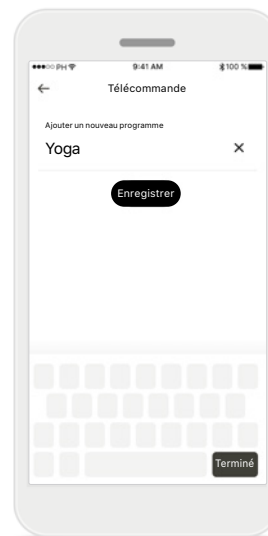 PH 9:41 AM 100 %
Télécommande
Ajouter un nouveau programme
Yoga
Enregistrer
Terminé